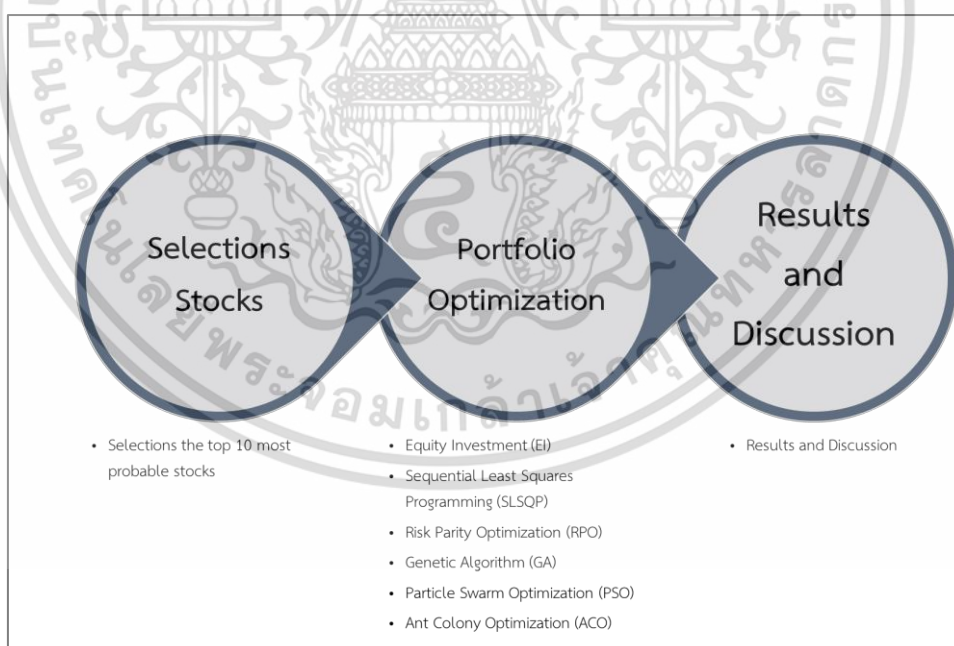 Selections
Stocks
Portfolio
Optimization
Results
and
Discussion
• Selections the top 10 most
probable stocks
• Equity Investment (EI)
• Sequential Least Squares
Programming (SLSQP)
• Risk Parity Optimization (RPO)
• Genetic Algorithm (GA)
• Particle Swarm Optimization (PSO)
• Ant Colony Optimization (ACO)
• Results and Discussion